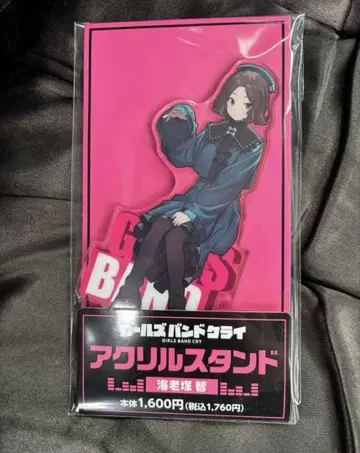 GIRLS
BAND
ガールズバンドクライ
GIRLS BAND CRY
アクリルスタンド
海老塚 智
本体1,600円(税込1,760円)